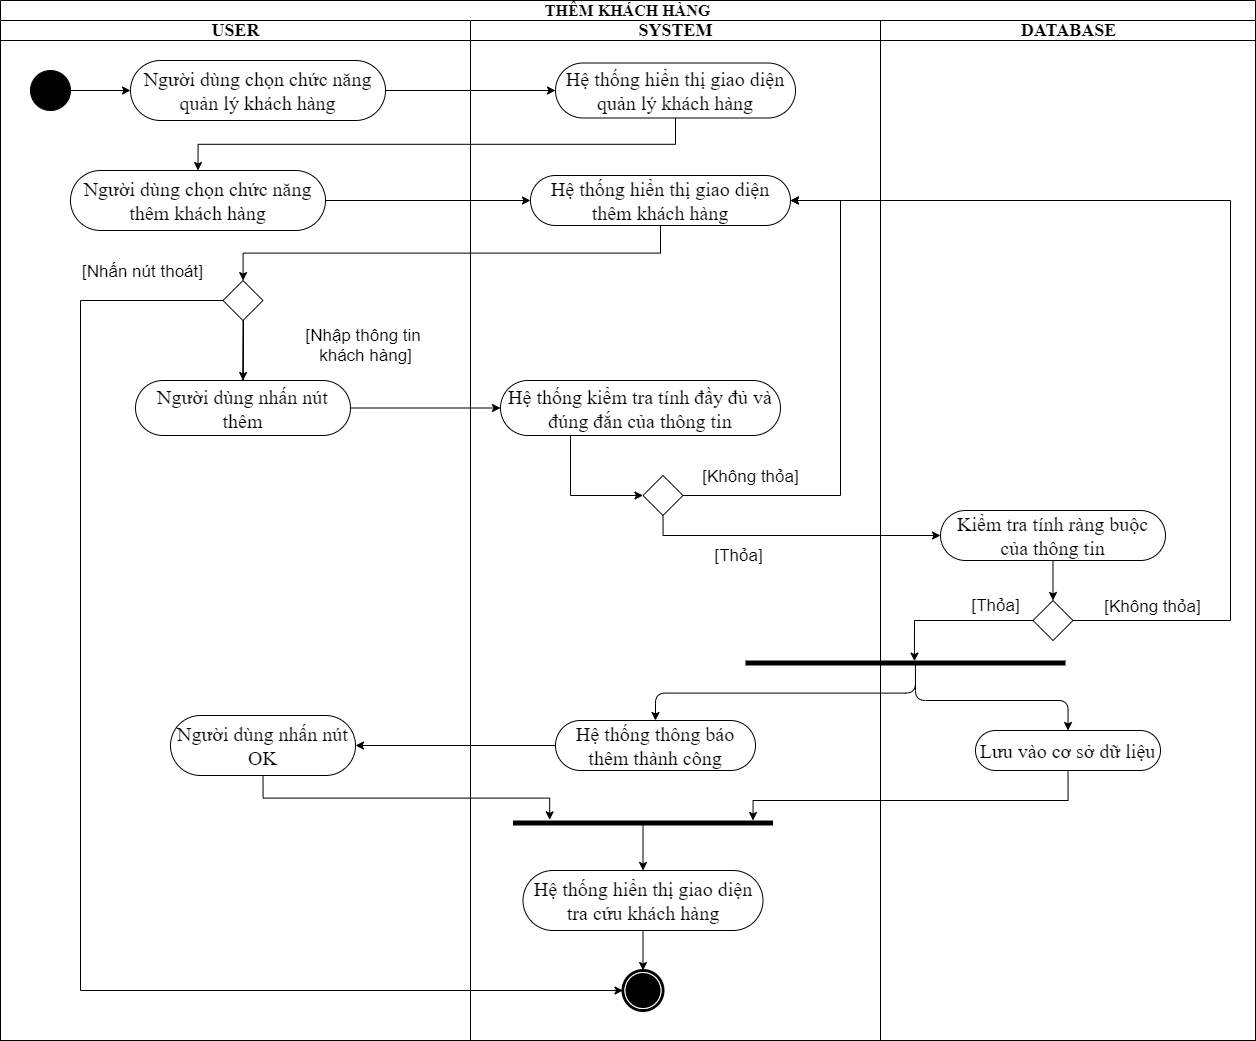 THÊM KHÁCH HÀNG
USER
SYSTEM
DATABASE
Người dùng chọn chức năng
quản lý khách hàng
Hệ thống hiển thị giao diện
quản lý khách hàng
Người dùng chọn chức năng
thêm khách hàng
Hệ thống hiển thị giao diện
thêm khách hàng
[Nhấn nút thoát]
[Nhập thông tin
khách hàng]
Người dùng nhấn nút
thêm
Hệ thống kiểm tra tính đầy đủ và
đúng đắn của thông tin
[Không thỏa]
[Thỏa]
Kiểm tra tính ràng buộc
của thông tin
[Thỏa]
[Không thỏa]
Người dùng nhấn nút
OK
Hệ thống thông báo
thêm thành công
Lưu vào cơ sở dữ liệu
Hệ thống hiển thị giao diện
tra cứu khách hàng